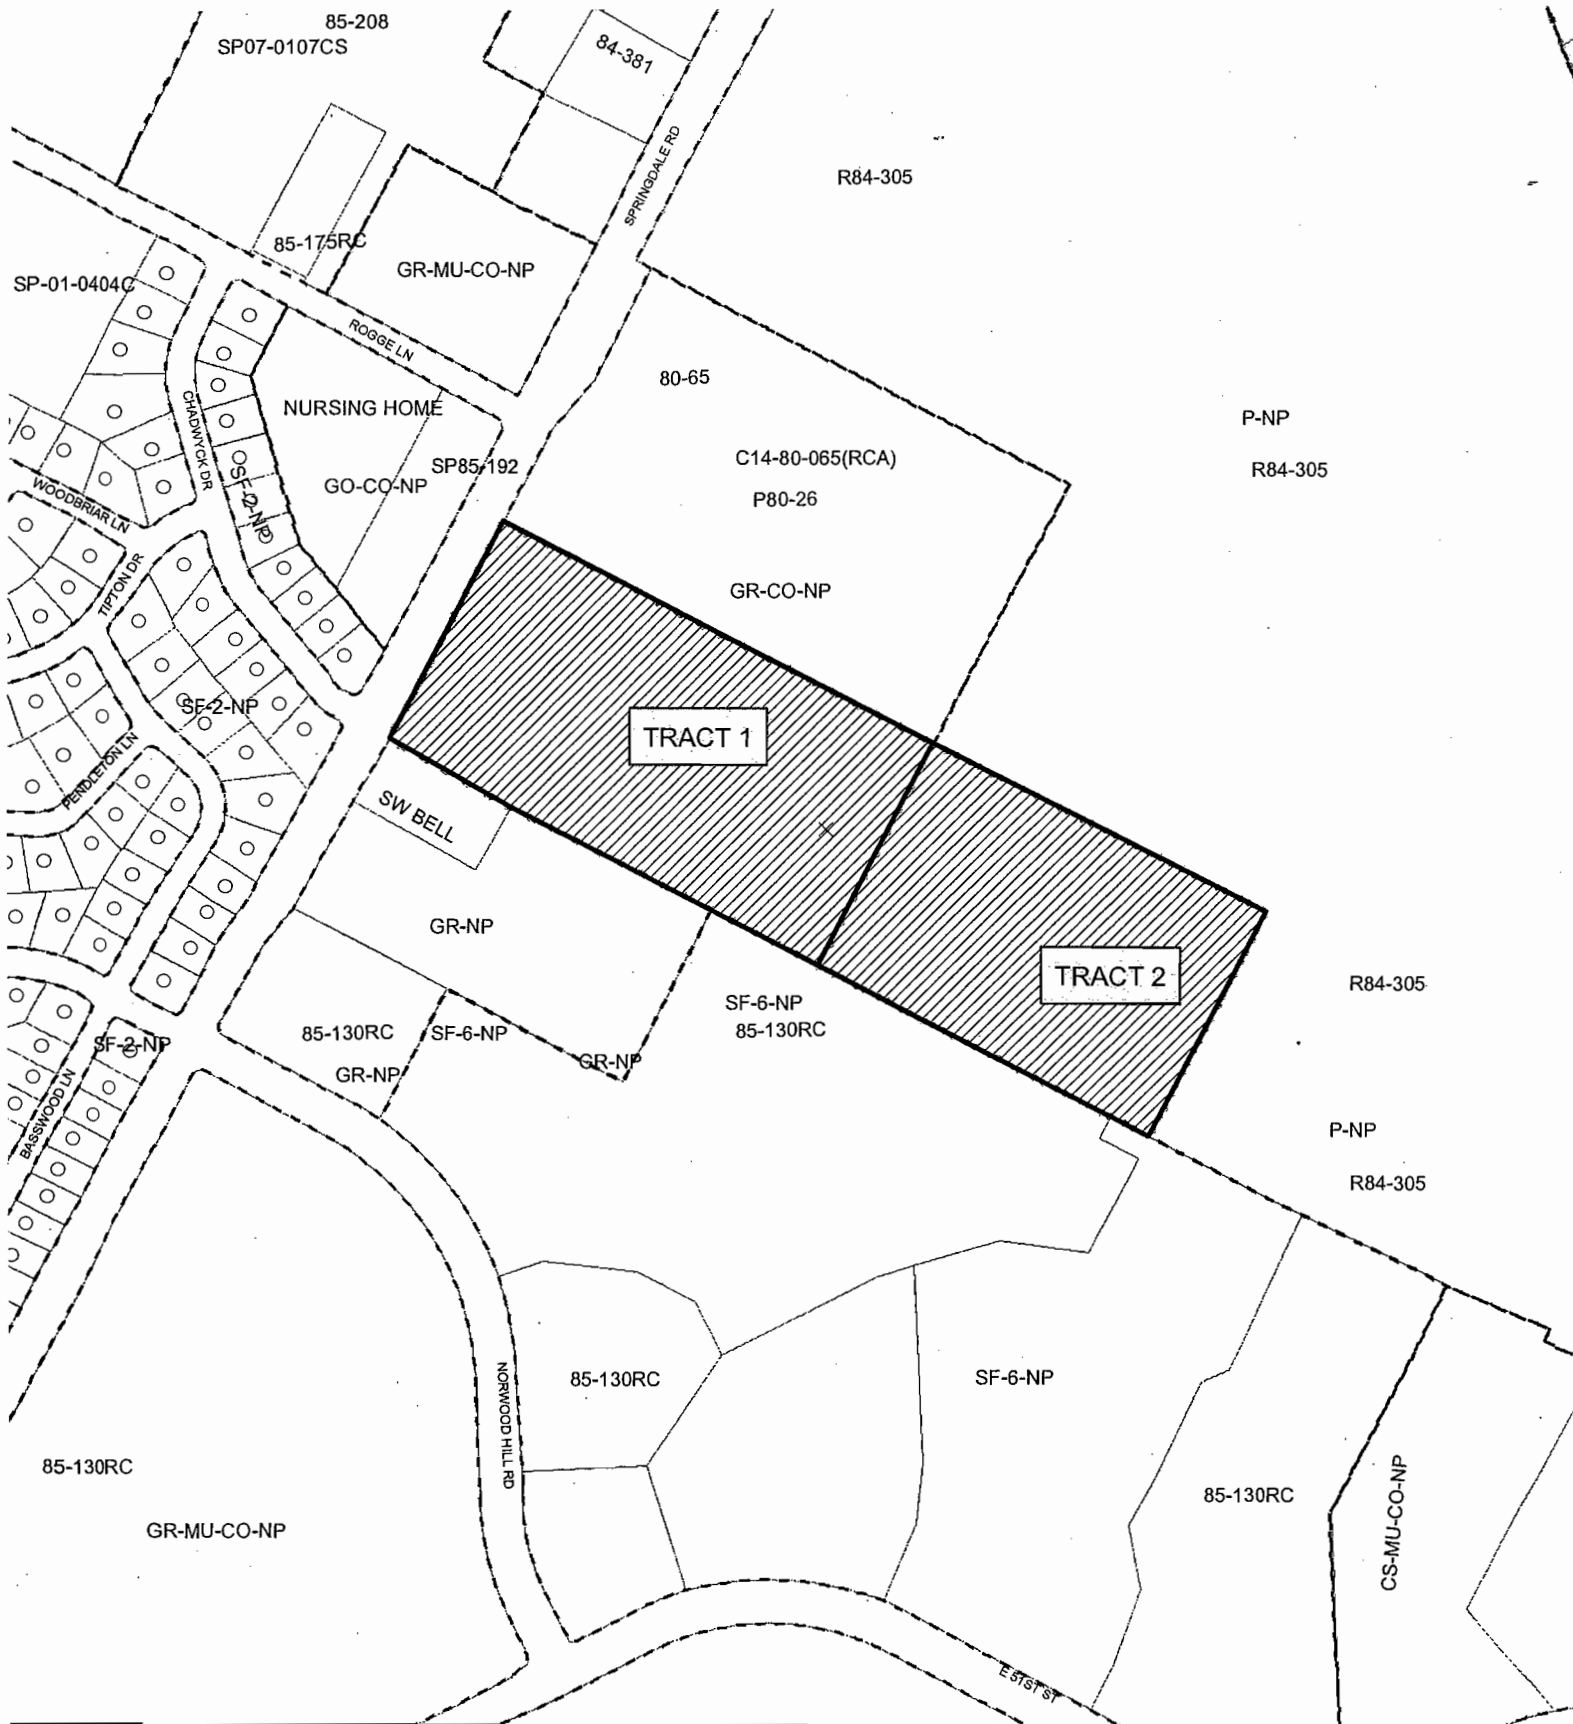 85-208
SP07-0107CS
84-381
SPRINGDALE RD
R84-305
85-175RC
GR-MU-CO-NP
SP-01-0404C
ROGGE LN
80-65
CHADWYCK DR
NURSING HOME
P-NP
SP85-192
C14-80-065(RCA)
R84-305
GO-CO-NP
SF-2-NP
P80-26
WOODBRIAR LN
TIPTON DR
GR-CO-NP
SF-2-NP
TRACT 1
PENDLETON LN
SW BELL
GR-NP
TRACT 2
R84-305
SF-6-NP
85-130RC
85-130RC
SF-6-NP
SF-2-NP
GR-NP
GR-NP
BASSWOOD LN
P-NP
R84-305
85-130RC
SF-6-NP
NORWOOD HILL RD
85-130RC
85-130RC
CS-MU-CO-NP
GR-MU-CO-NP
E 51ST ST